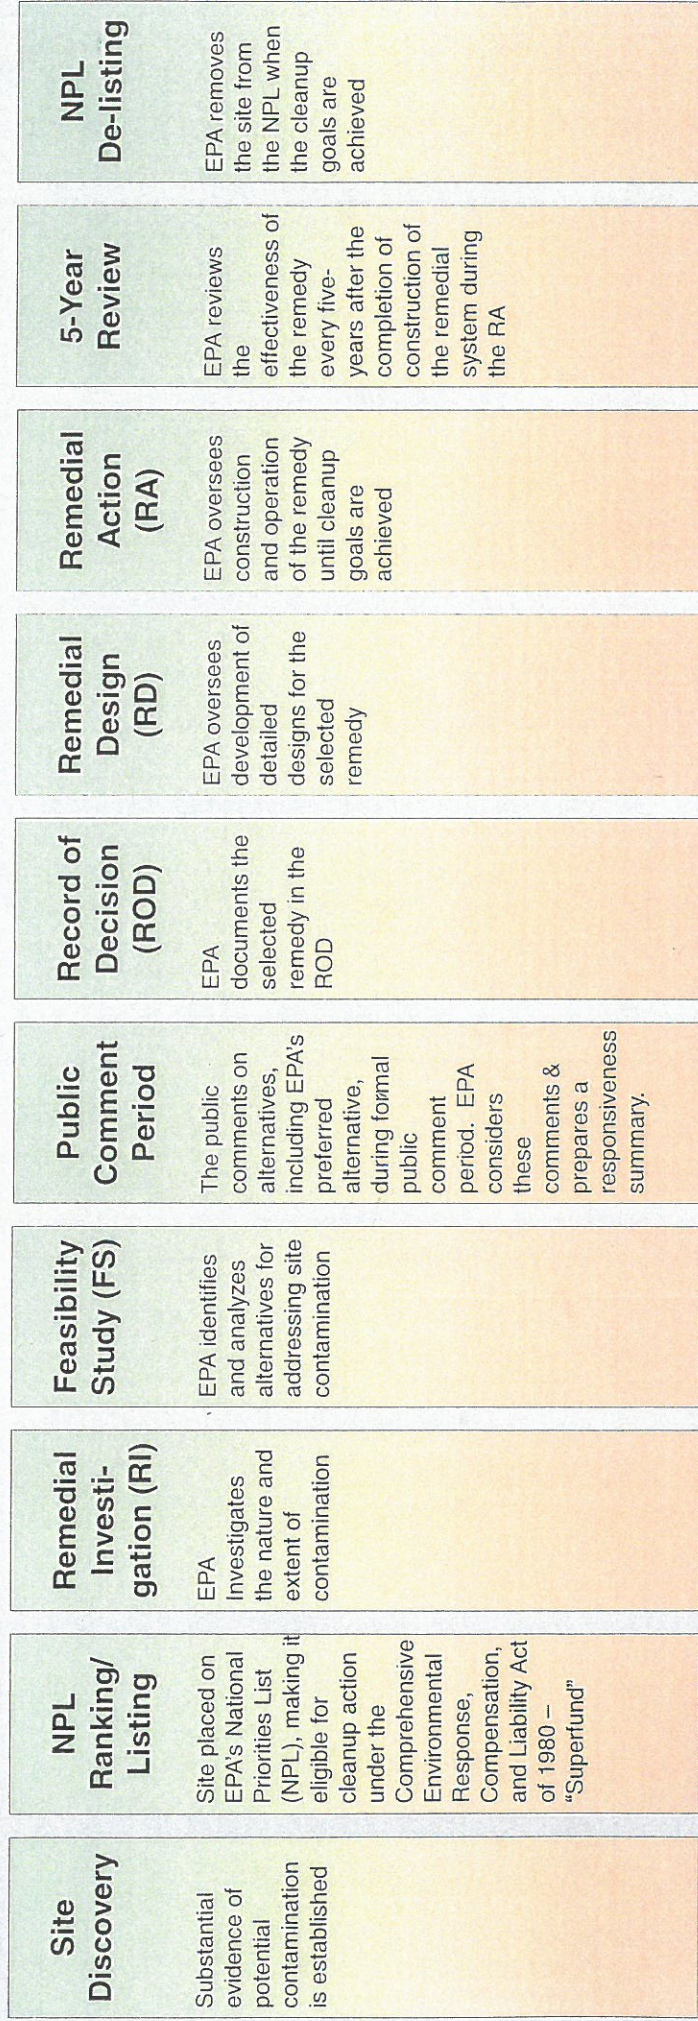 Site
Discovery
Substantial
evidence of
potential
contamination
is established
NPL
Ranking/
Listing
Site placed on
EPA's National
Priorities List
(NPL), making it
eligible for
cleanup action
under the
Comprehensive
Environmental
Response,
Compensation,
and Liability Act
of 1980 –
"Superfund"
Remedial
Investi-
gation (RI)
EPA
Investigates
the nature and
extent of
contamination
Feasibility
Study (FS)
EPA identifies
and analyzes
alternatives for
addressing site
contamination
Public
Comment
Period
The public
comments on
alternatives,
including EPA's
preferred
alternative,
during formal
public
comment
period. EPA
considers
these
comments &
prepares a
responsiveness
summary.
Record of
Decision
(ROD)
EPA
documents the
selected
remedy in the
ROD
Remedial
Design
(RD)
EPA oversees
development of
detailed
designs for the
selected
remedy
Remedial
Action
(RA)
EPA oversees
construction
and operation
of the remedy
until cleanup
goals are
achieved
5-Year
Review
EPA reviews
the
effectiveness of
the remedy
every five-
years after the
completion of
construction of
the remedial
system during
the RA
NPL
De-listing
EPA removes
the site from
the NPL when
the cleanup
goals are
achieved